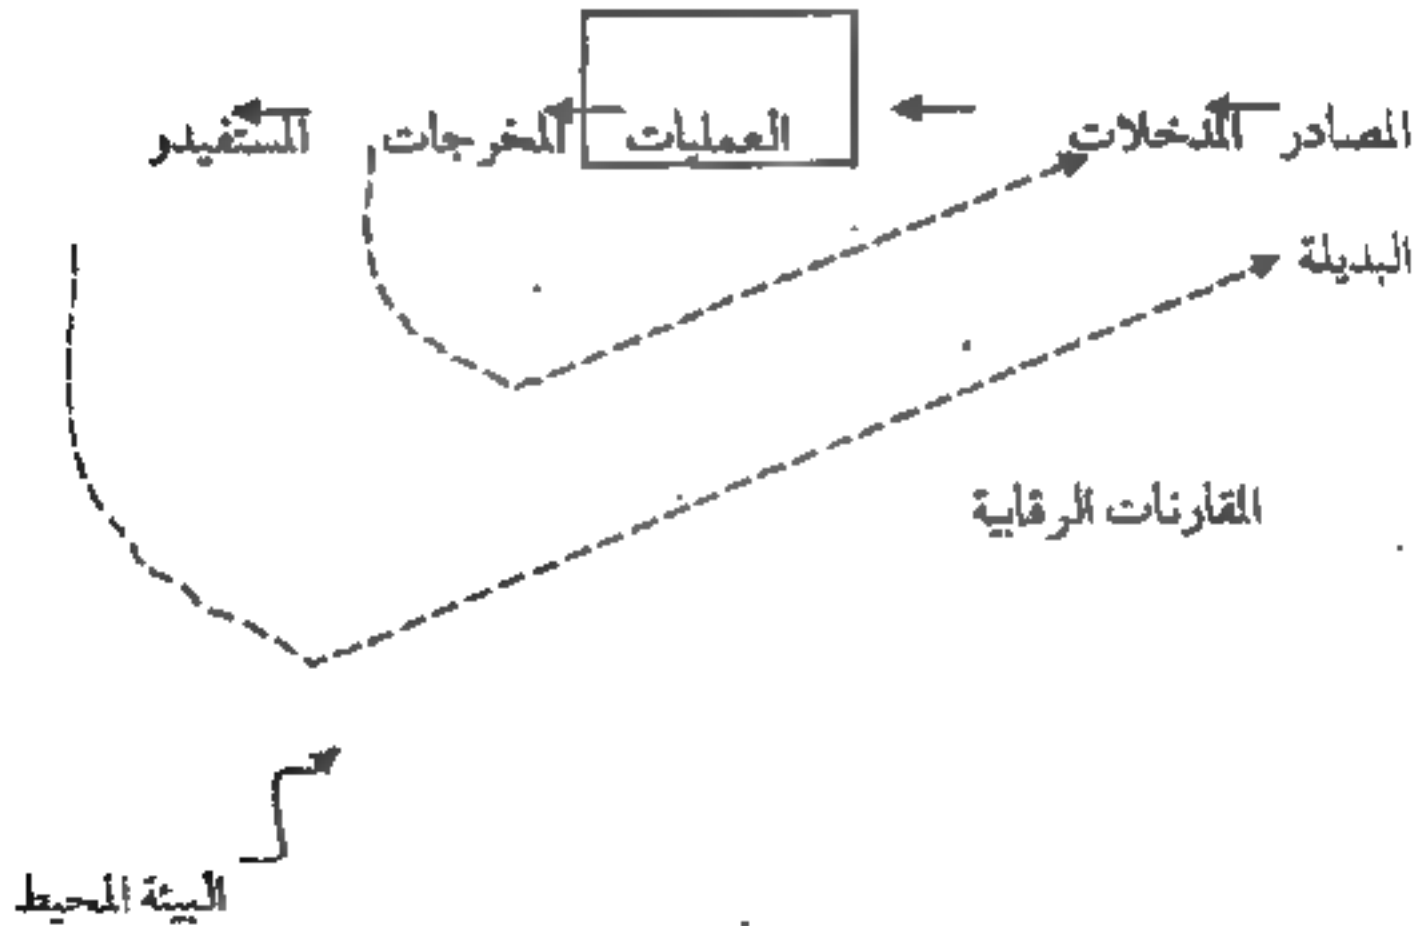 المصادر المدخلات العمليات المخرجات المستفيدو
البديلة
المقارنات الرقابية
البيئة المحيط